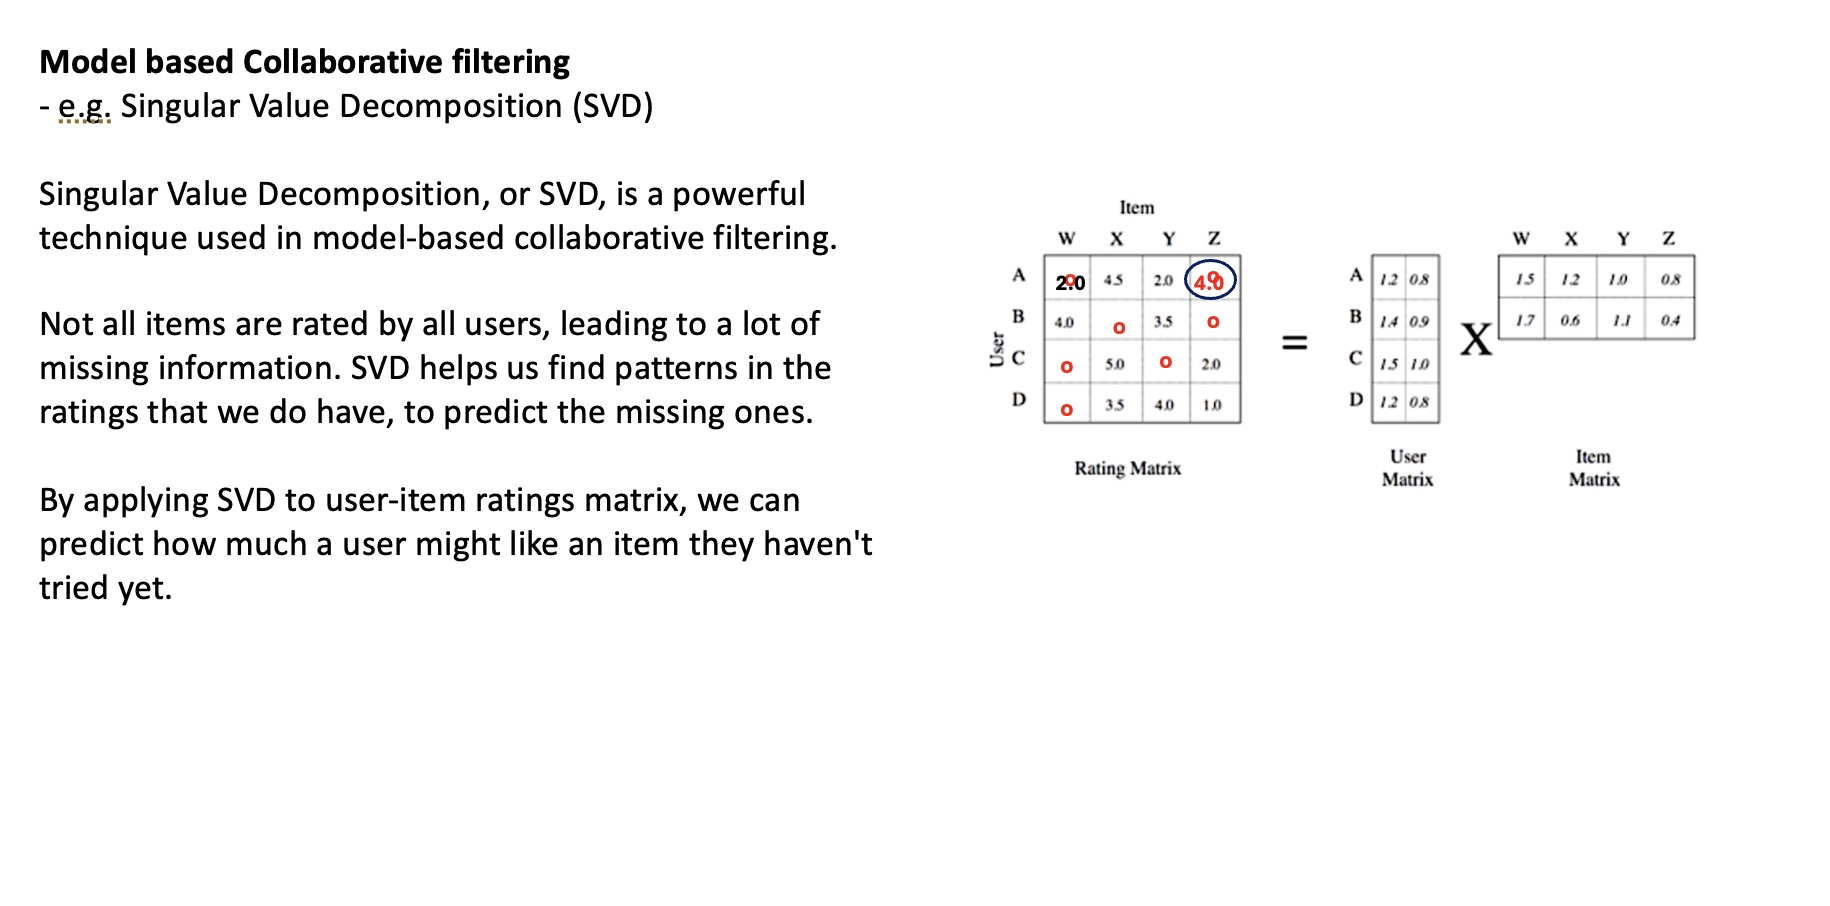 Model based Collaborative filtering
- e.g. Singular Value Decomposition (SVD)
Singular Value Decomposition, or SVD, is a powerful
technique used in model-based collaborative filtering.
Not all items are rated by all users, leading to a lot of
missing information. SVD helps us find patterns in the
ratings that we do have, to predict the missing ones.
By applying SVD to user-item ratings matrix, we can
predict how much a user might like an item they haven't
tried yet.
Item
W X Y Z
A 2.0 4.5 2.0 4.0
B 4.0 0 3.5 0
User
C 0 5.0 0 2.0
D 0 3.5 4.0 1.0
Rating Matrix
=
A 1.2 0.8
B 1.4 0.9
C 1.5 1.0
D 1.2 0.8
User
Matrix
X
W X Y Z
1.5 1.2 1.0 0.8
1.7 0.6 1.1 0.4
Item
Matrix